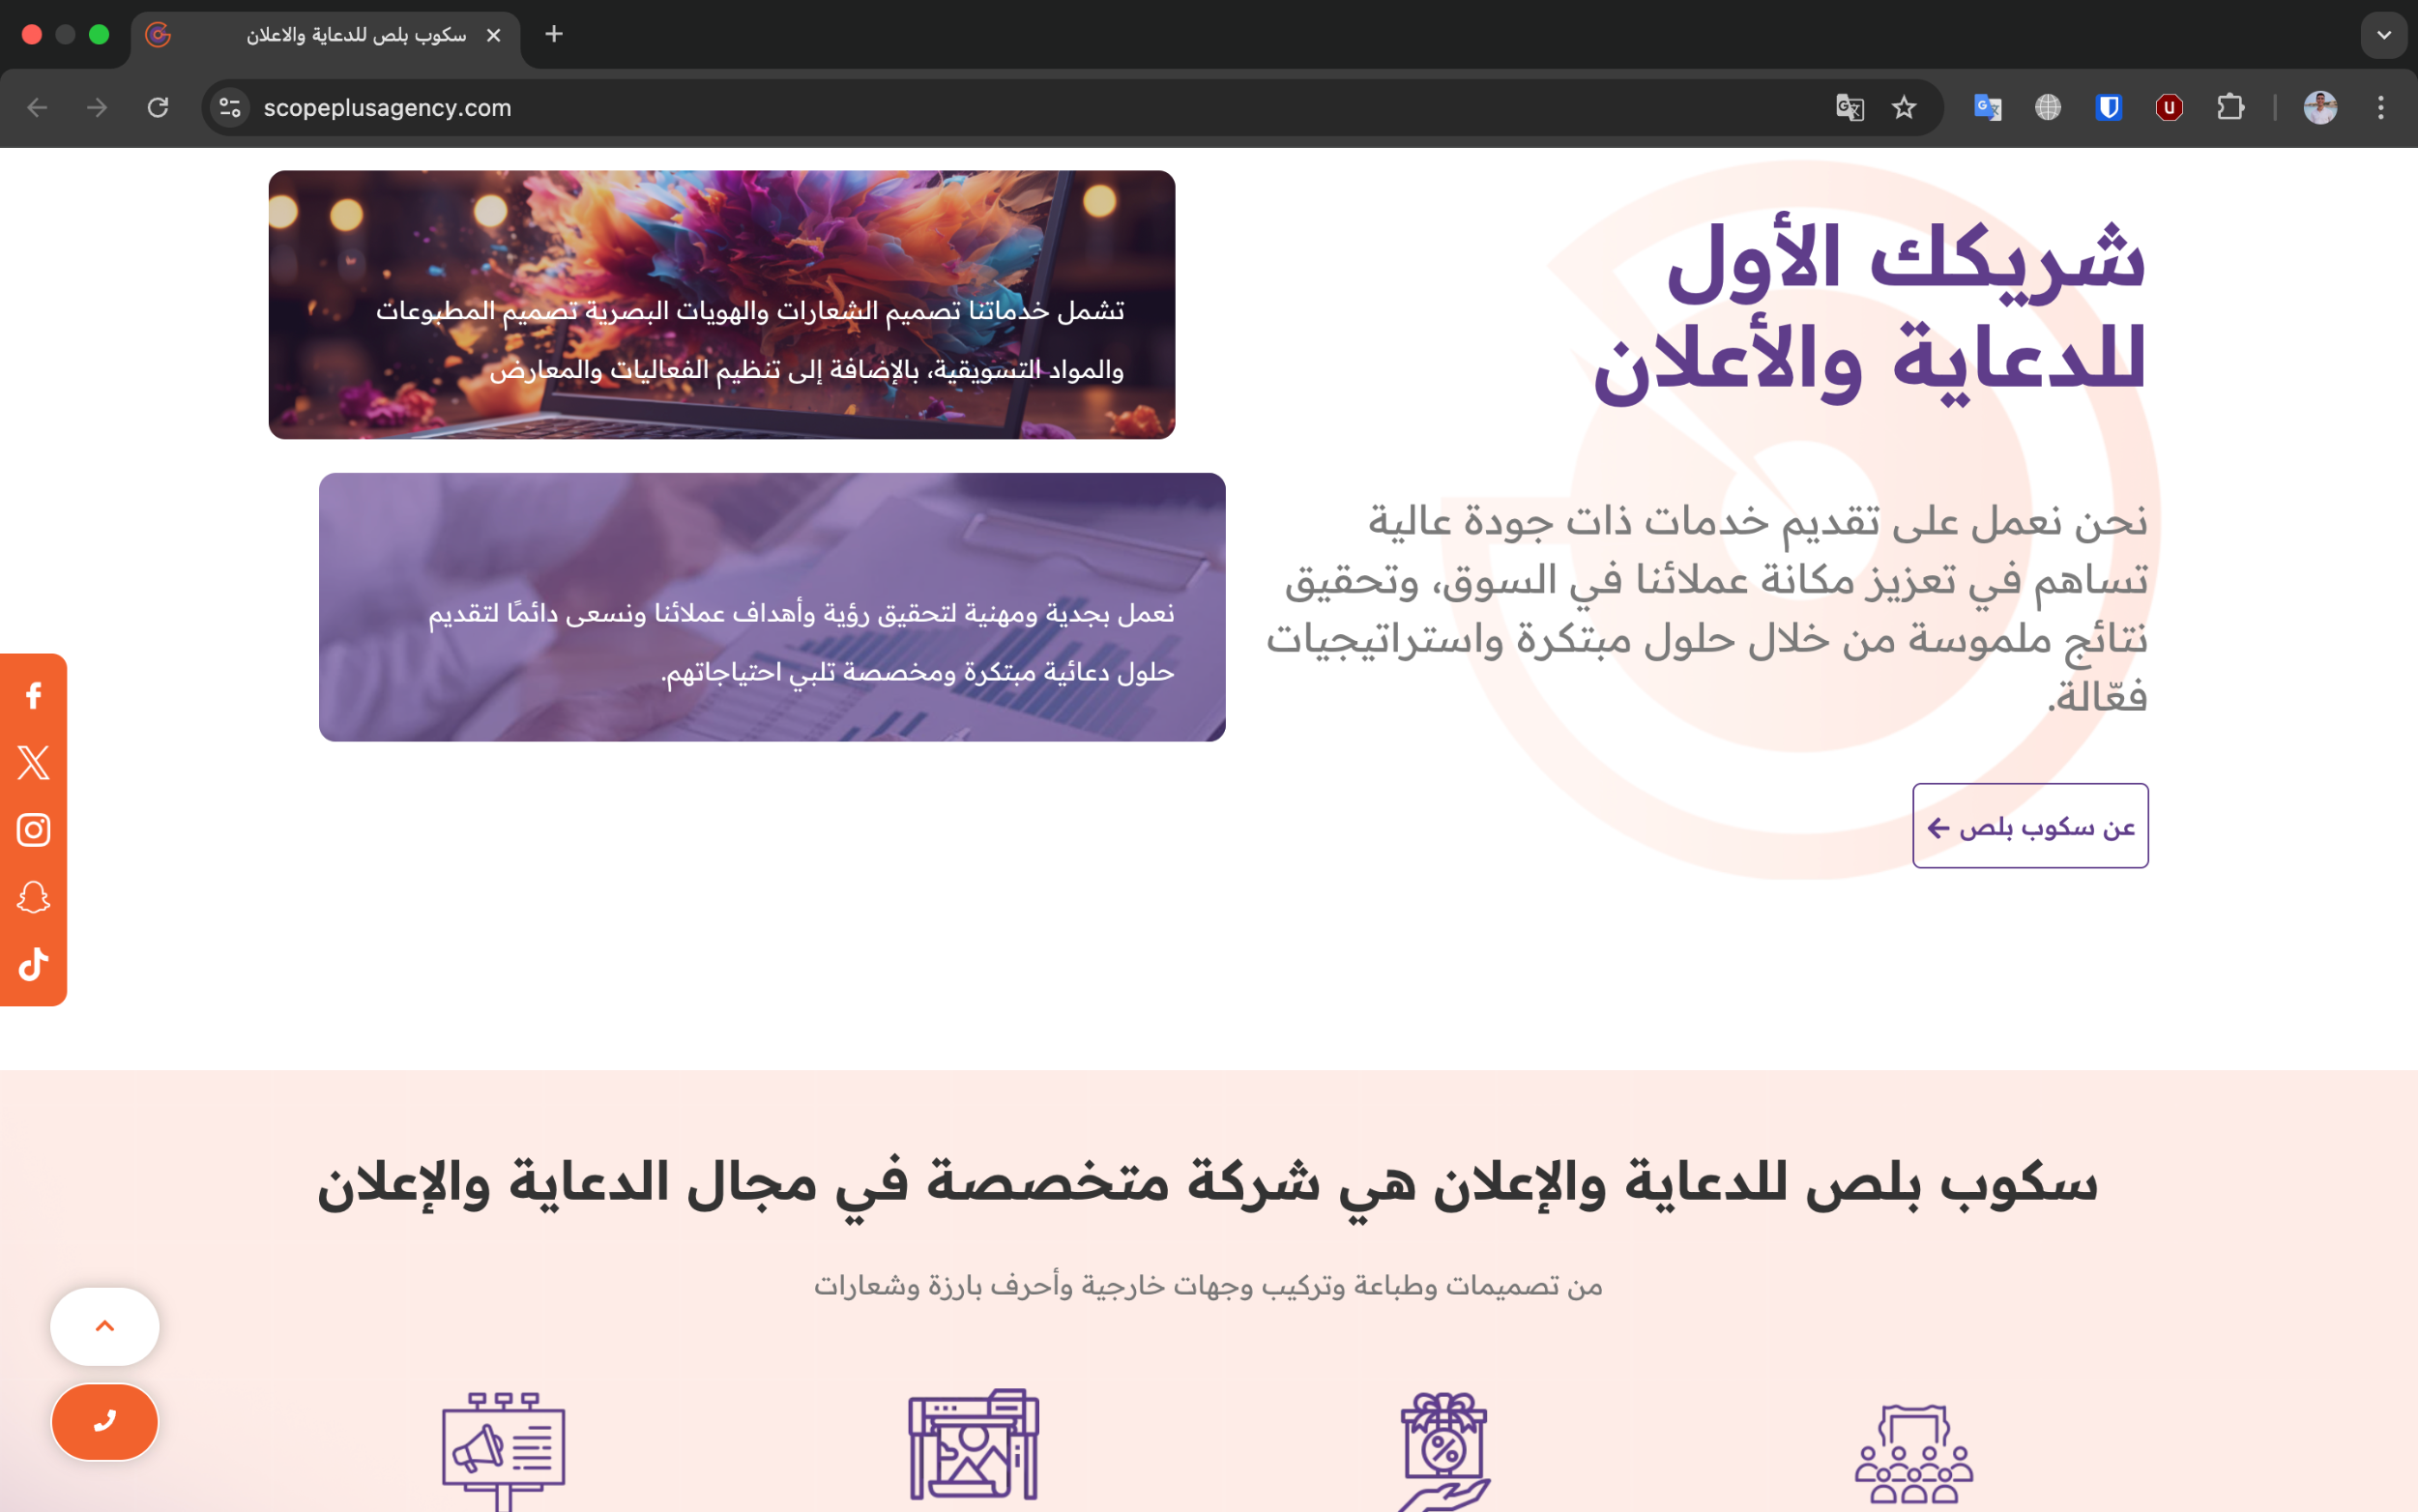 سكوب بلص للدعاية والاعلان
scopeplusagency.com
شريكك الأول
للدعاية والأعلان
نحن نعمل على تقديم خدمات ذات جودة عالية
تساهم في تعزيز مكانة عملائنا في السوق، وتحقيق
نتائج ملموسة من خلال حلول مبتكرة واستراتيجيات
فعّالة.
عن سكوب بلص
تشمل خدماتنا تصميم الشعارات والهويات البصرية تصميم المطبوعات
والمواد التسويقية، بالإضافة إلى تنظيم الفعاليات والمعارض
نعمل بجدية ومهنية لتحقيق رؤية وأهداف عملائنا ونسعى دائمًا لتقديم
حلول دعائية مبتكرة ومخصصة تلبي احتياجاتهم.
سكوب بلص للدعاية والإعلان هي شركة متخصصة في مجال الدعاية والإعلان
من تصميمات وطباعة وتركيب وجهات خارجية وأحرف بارزة وشعارات